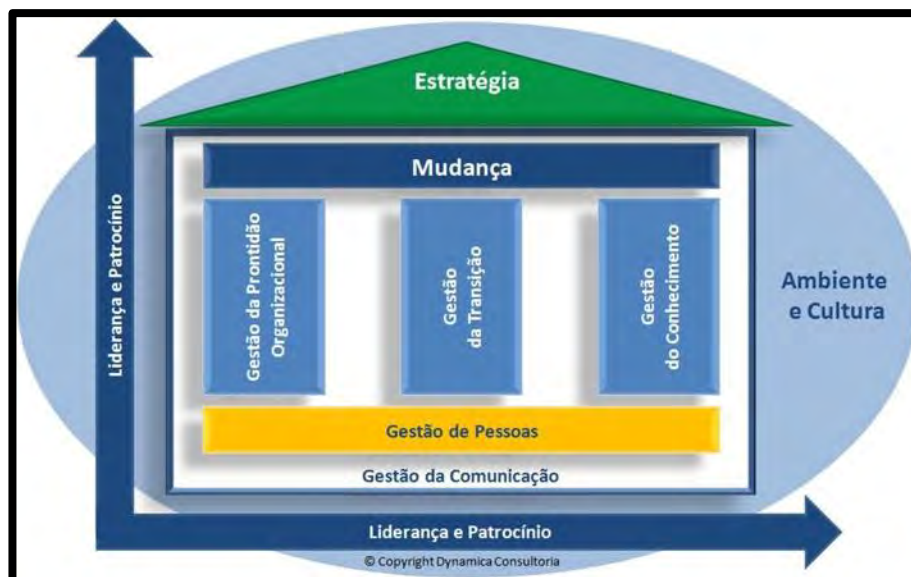 Estratégia
Mudança
Liderança e Patrocínio
Gestão da Prontidão
Organizacional
Gestão
da Transição
Gestão
do Conhecimento
Ambiente
e Cultura
Gestão de Pessoas
Gestão da Comunicação
Liderança e Patrocínio
© Copyright Dynamica Consultoria